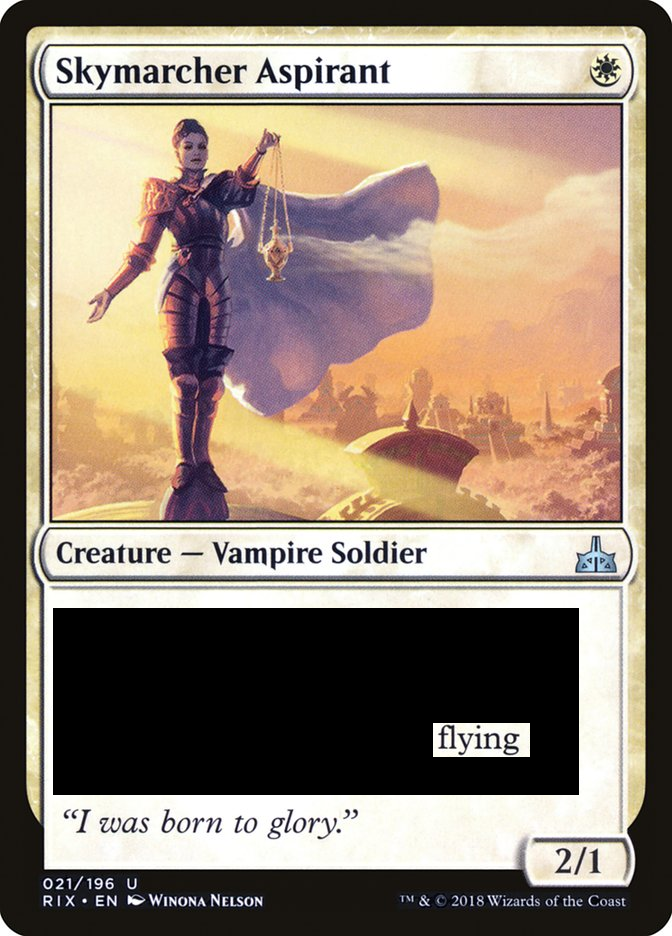 Skymarcher Aspirant
Creature — Vampire Soldier
flying
“I was born to glory.”
2/1
021/196 U
RIX • EN Winona Nelson
™ & © 2018 Wizards of the Coast